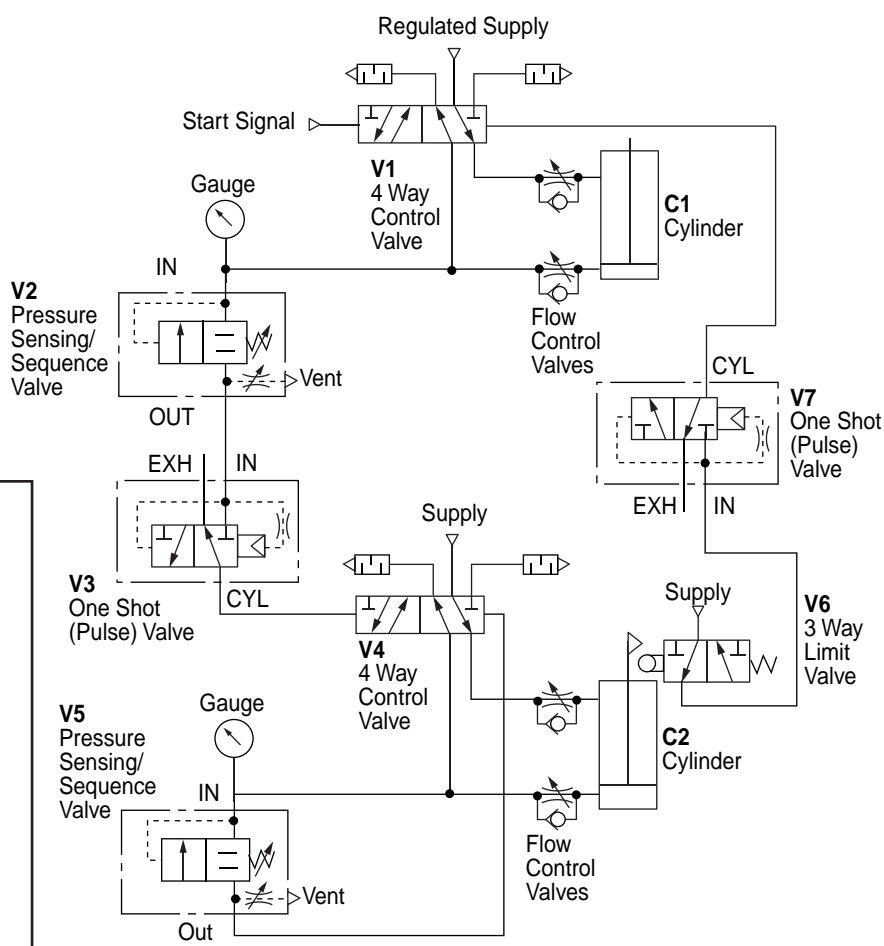 Regulated Supply
Start Signal
V1
4 Way
Control
Valve
Gauge
C1
Cylinder
IN
V2
Pressure
Sensing/
Sequence
Valve
Flow
Control
Valves
Vent
OUT
CYL
V7
One Shot
(Pulse)
Valve
EXH
IN
EXH
IN
Supply
V3
One Shot
(Pulse) Valve
CYL
Supply
V6
3 Way
Limit
Valve
V4
4 Way
Control
Valve
V5
Pressure
Sensing/
Sequence
Valve
Gauge
IN
C2
Cylinder
Flow
Control
Valves
Vent
Out